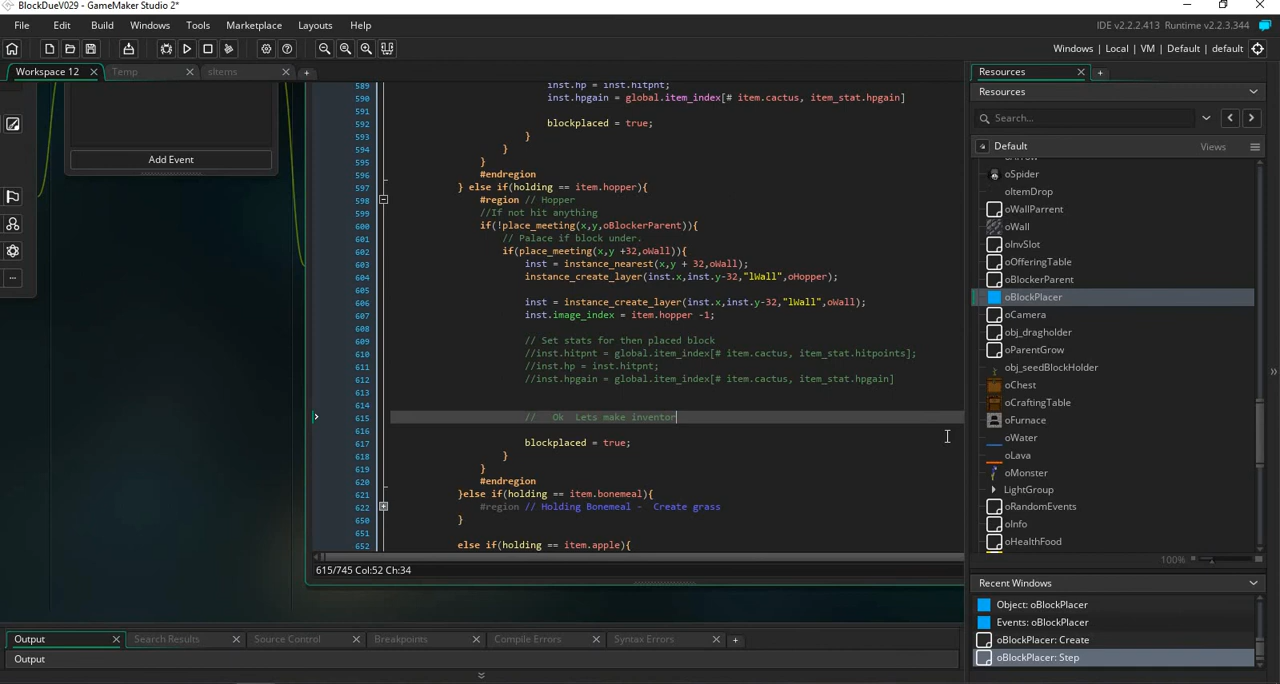 BlockDueV029 - GameMaker Studio 2*
File Edit Build Windows Tools Marketplace Layouts Help
IDE v2.2.2.413 Runtime v2.2.3.344
Windows | Local | VM | Default | default
Workspace 12 Temp sItems
Resources
Resources
Search...
Default Views
Add Event
589 inst.hp = inst.hitpnt;
590 inst.hpgain = global.item_index[# item.cactus, item_stat.hpgain]
591
592 blockplaced = true;
593 }
594 }
595 }
596 #endregion
597 } else if(holding == item.hopper){
598 #region // Hopper
599 //If not hit anything
600 if(!place_meeting(x,y,oBlockerParent)){
601 // Palace if block under.
602 if(place_meeting(x,y +32,oWall)){
603 inst = instance_nearest(x,y + 32,oWall);
604 instance_create_layer(inst.x,inst.y-32,"lWall",oHopper);
605
606 inst = instance_create_layer(inst.x,inst.y-32,"lWall",oWall);
607 inst.image_index = item.hopper -1;
608
609 // Set stats for then placed block
610 //inst.hitpnt = global.item_index[# item.cactus, item_stat.hitpoints];
611 //inst.hp = inst.hitpnt;
612 //inst.hpgain = global.item_index[# item.cactus, item_stat.hpgain]
613
614
615 // Ok Lets make inventor
616
617 blockplaced = true;
618 }
619 }
620 #endregion
621 }else if(holding == item.bonemeal){
622 #region // Holding Bonemeal - Create grass
650 }
651
652 else if(holding == item.apple){
615/745 Col:52 Ch:34
oArrow
oSpider
oItemDrop
oWallParrent
oWall
oInvSlot
oOfferingTable
oBlockerParent
oBlockPlacer
oCamera
obj_dragholder
oParentGrow
obj_seedBlockHolder
oChest
oCraftingTable
oFurnace
oWater
oLava
oMonster
LightGroup
oRandomEvents
oInfo
oHealthFood
100%
Recent Windows
Object: oBlockPlacer
Events: oBlockPlacer
oBlockPlacer: Create
oBlockPlacer: Step
Output Search Results Source Control Breakpoints Compile Errors Syntax Errors
Output